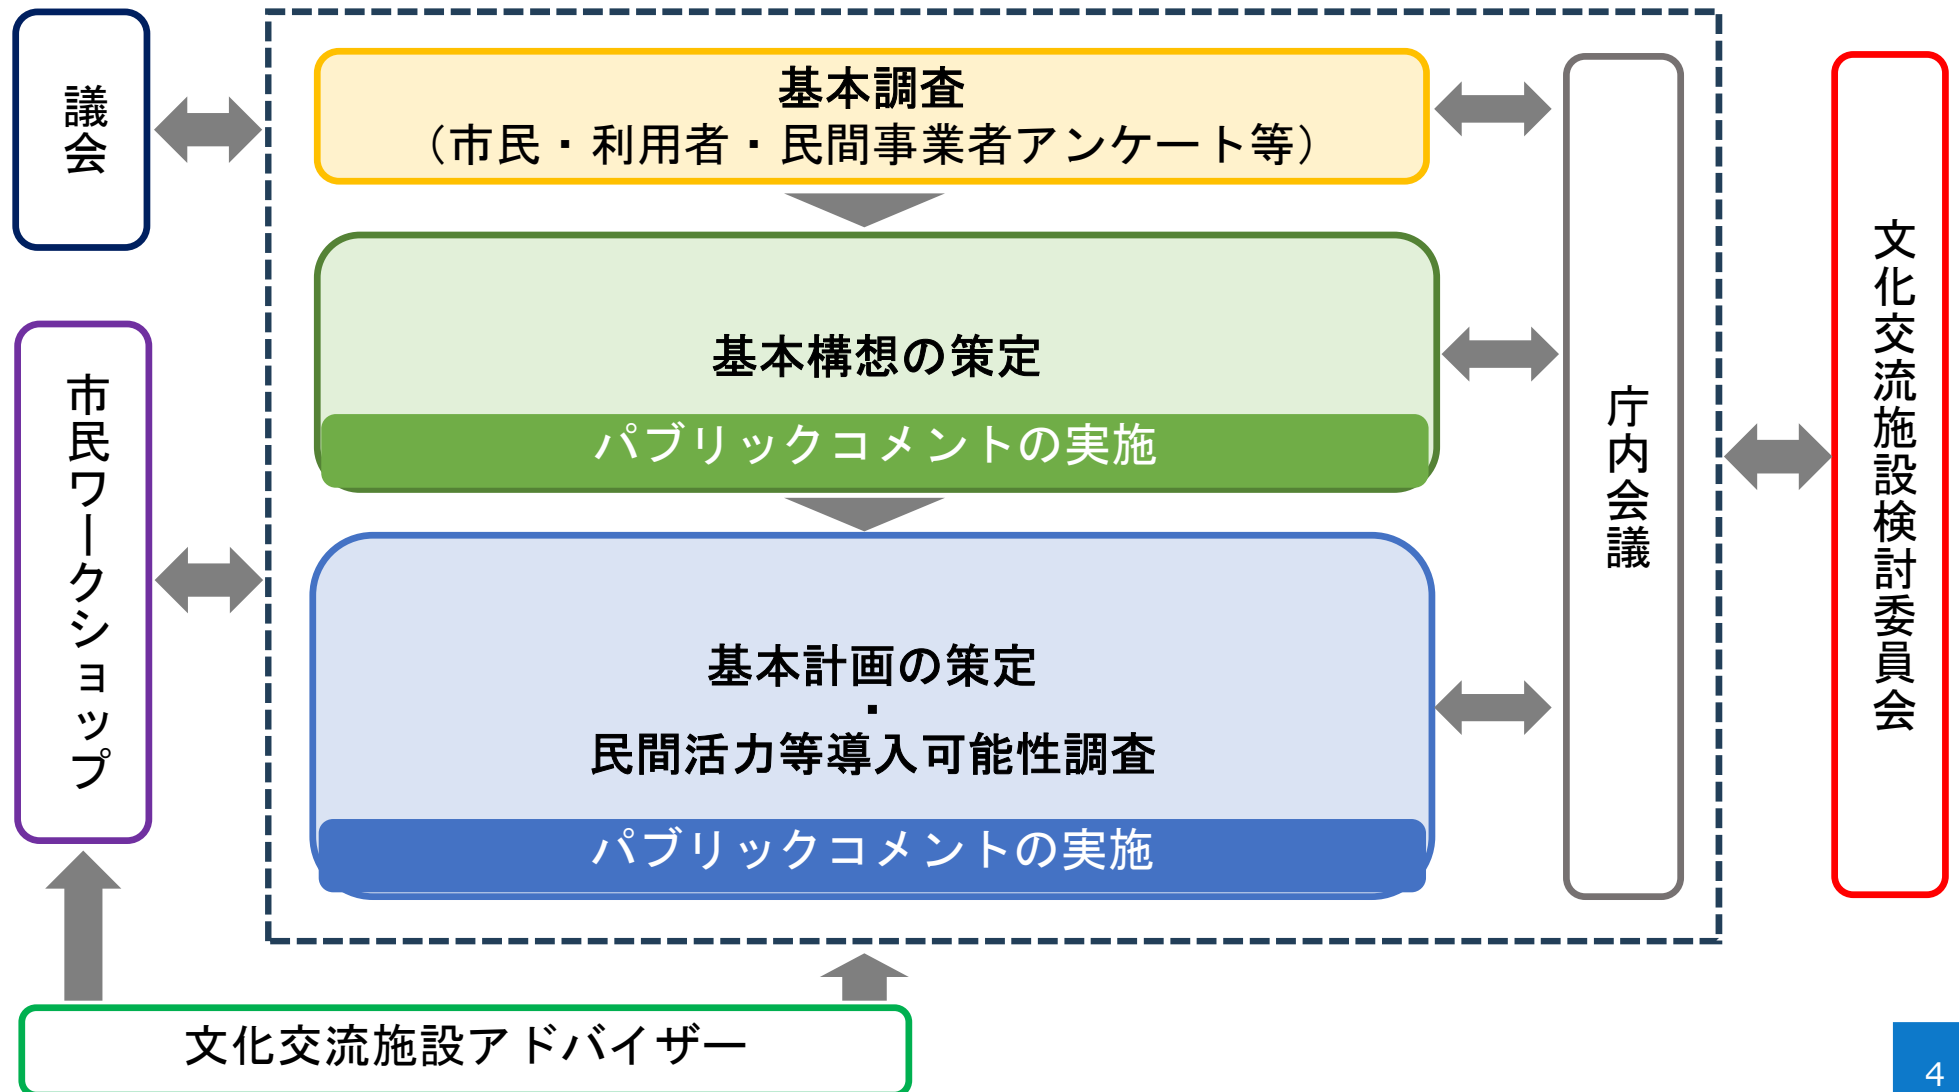 議会
基本調査
（市民・利用者・民間事業者アンケート等）
基本構想の策定
パブリックコメントの実施
基本計画の策定
・
民間活力等導入可能性調査
パブリックコメントの実施
庁内会議
文化交流施設検討委員会
市民ワークショップ
文化交流施設アドバイザー
4